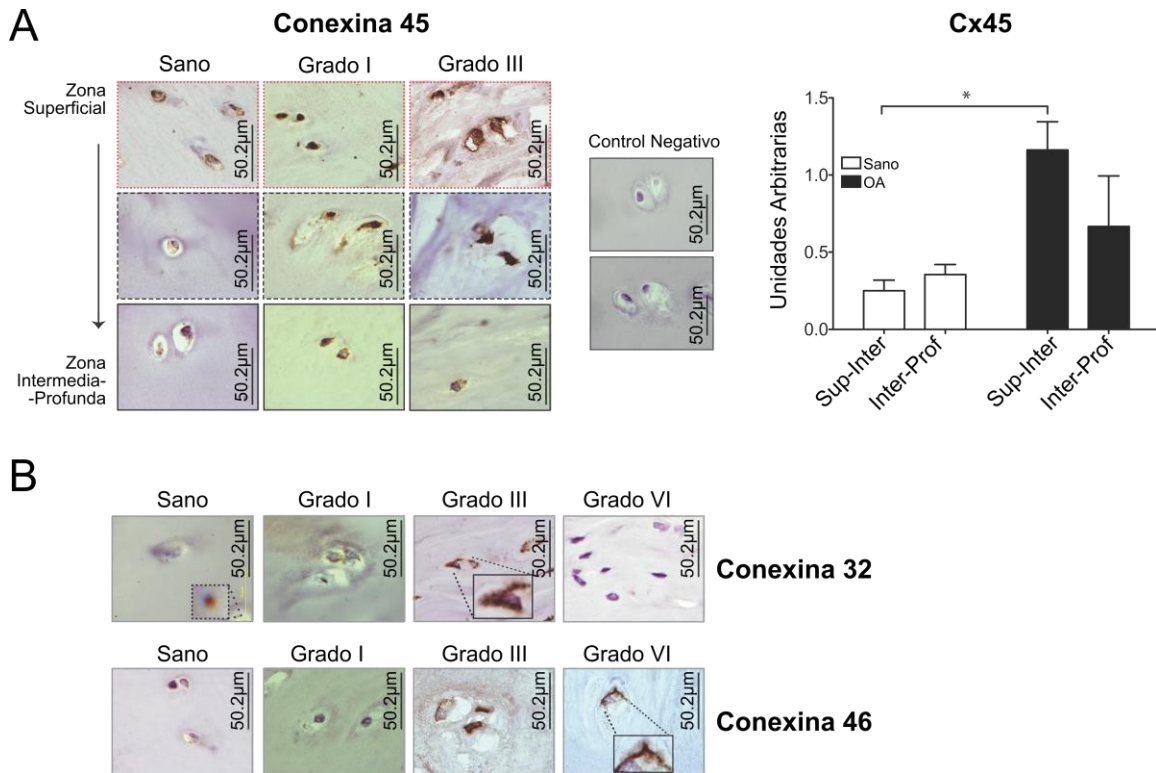 A
Conexina 45
Sano
Grado I
Grado III
Zona
Superficial
Zona
Intermedia-
-Profunda
50.2µm
50.2µm
50.2µm
50.2µm
50.2µm
50.2µm
50.2µm
50.2µm
50.2µm
Control Negativo
50.2µm
50.2µm
Cx45
Unidades Arbitrarias
1.5
1.0
0.5
0.0
*
Sano
OA
Sup-Inter
Inter-Prof
Sup-Inter
Inter-Prof
B
Sano
Grado I
Grado III
Grado VI
50.2µm
50.2µm
50.2µm
50.2µm
Conexina 32
Sano
Grado I
Grado III
Grado VI
50.2µm
50.2µm
50.2µm
50.2µm
Conexina 46